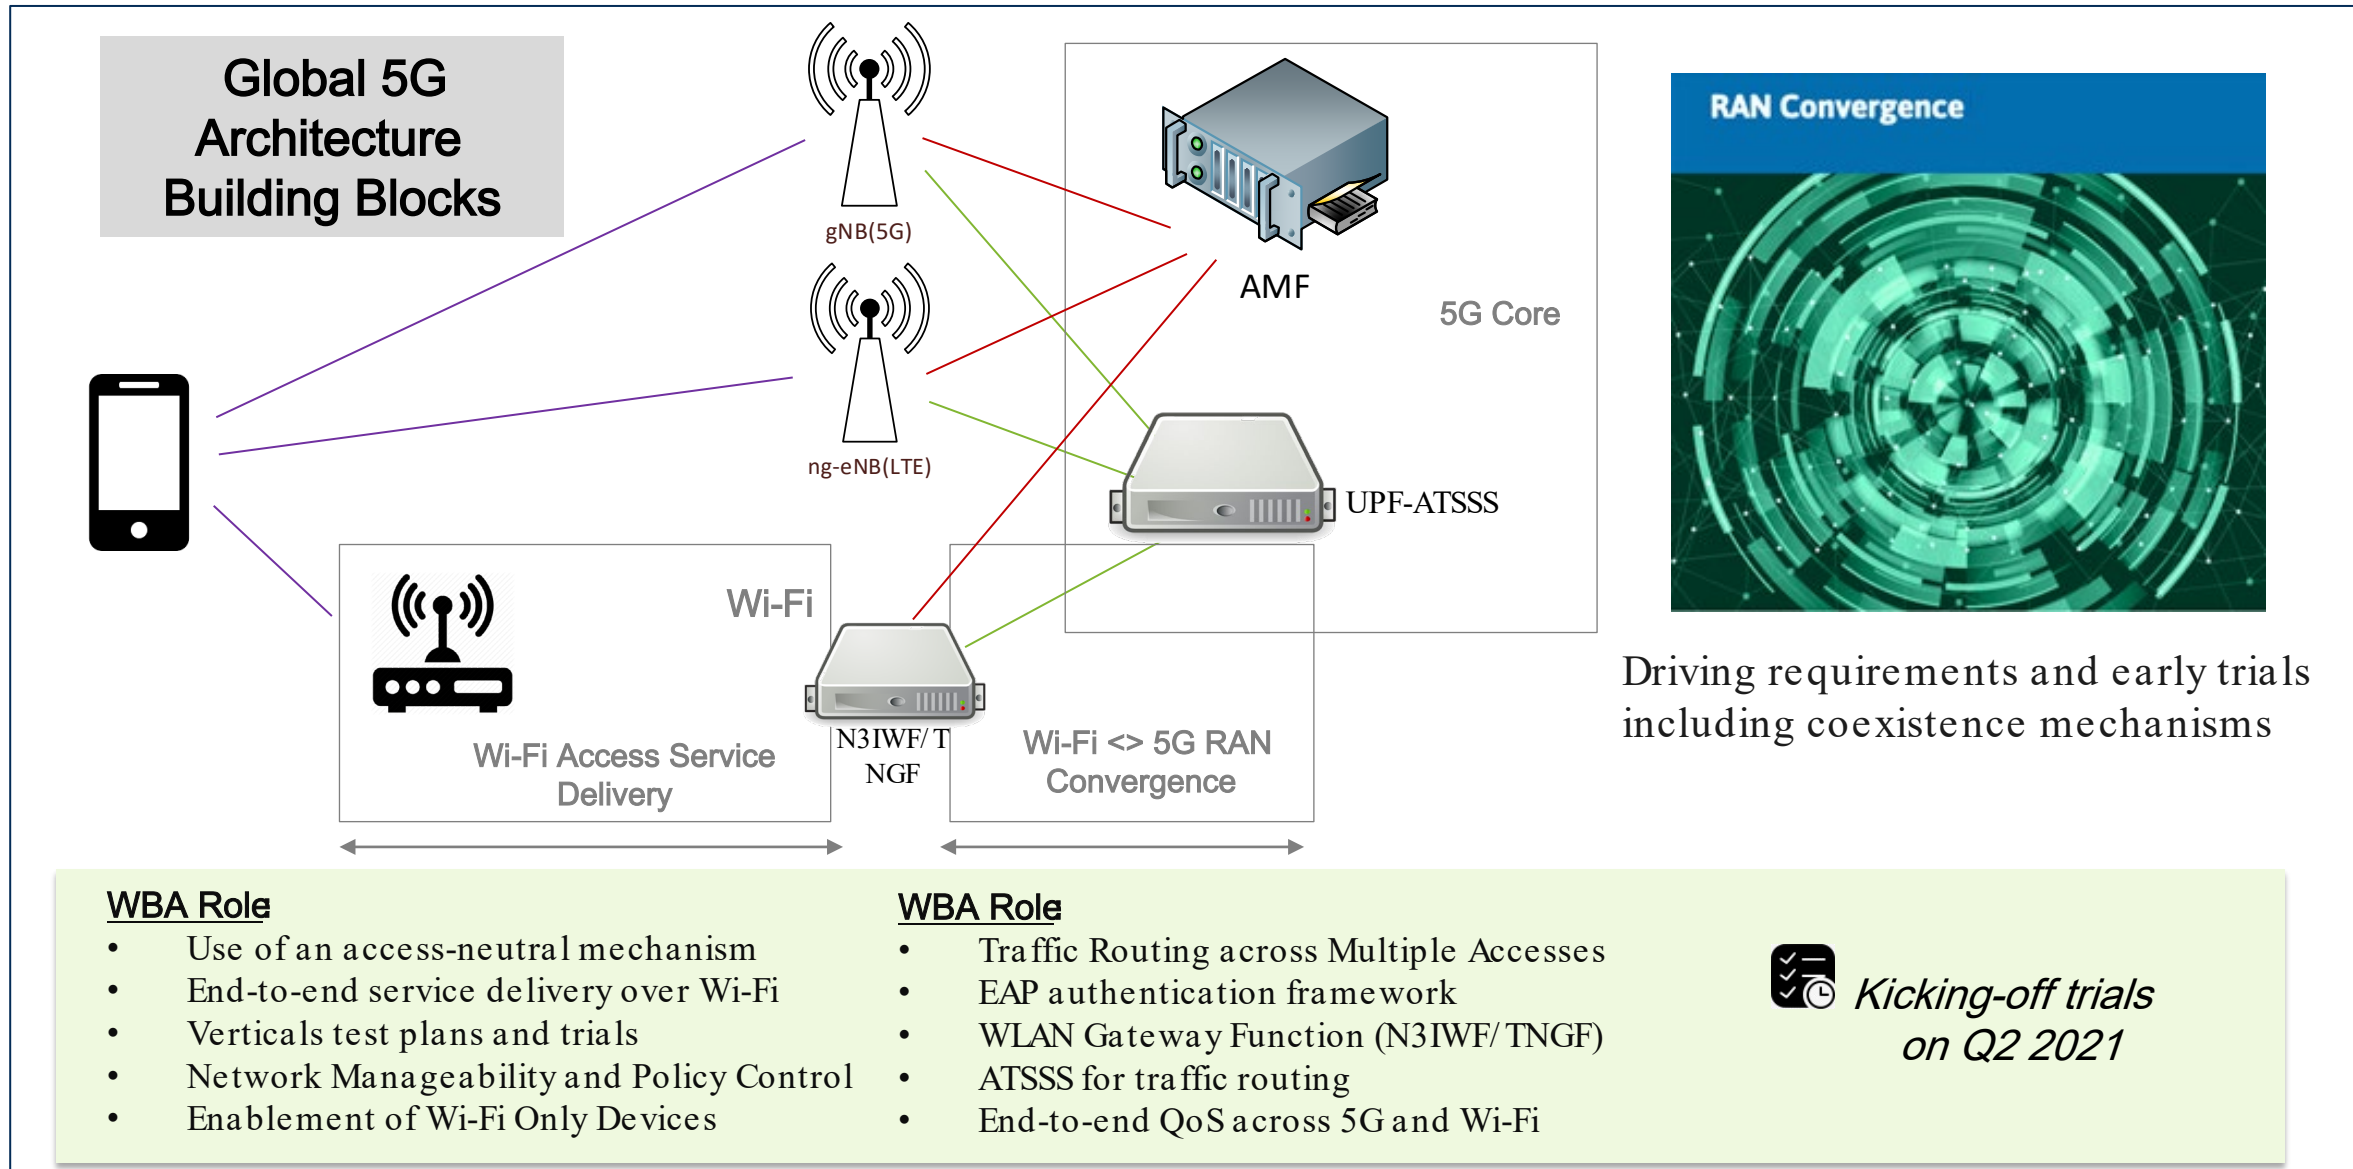 Global 5G
Architecture
Building Blocks
gNB(5G)
ng-eNB(LTE)
AMF
5G Core
UPF-ATSSS
Wi-Fi
Wi-Fi Access Service
Delivery
N3IWF/T
NGF
Wi-Fi <> 5G RAN
Convergence
RAN Convergence
Driving requirements and early trials
including coexistence mechanisms
WBA Role
• Use of an access-neutral mechanism
• End-to-end service delivery over Wi-Fi
• Verticals test plans and trials
• Network Manageability and Policy Control
• Enablement of Wi-Fi Only Devices
WBA Role
• Traffic Routing across Multiple Accesses
• EAP authentication framework
• WLAN Gateway Function (N3IWF/TNGF)
• ATSSS for traffic routing
• End-to-end QoS across 5G and Wi-Fi
Kicking-off trials
on Q2 2021